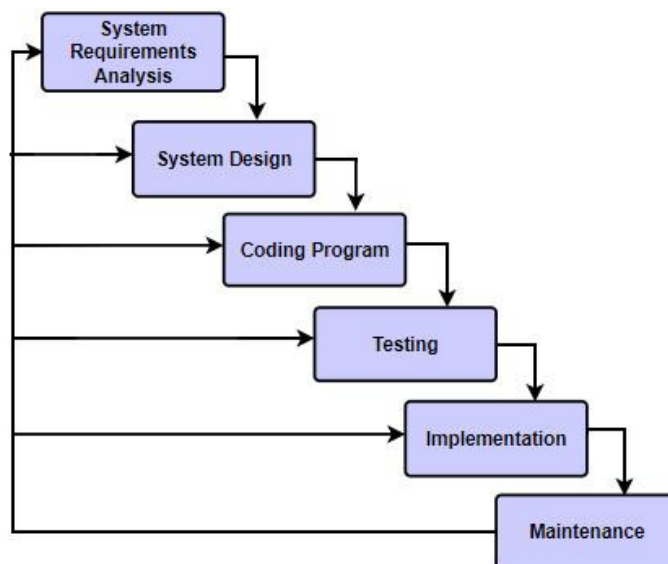 System
Requirements
Analysis
System Design
Coding Program
Testing
Implementation
Maintenance